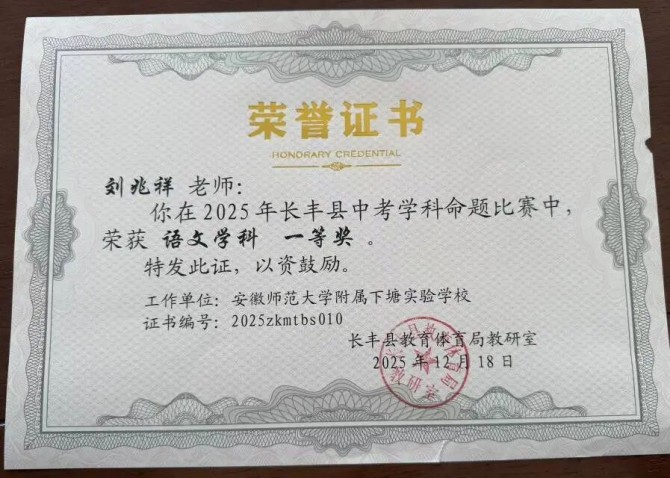 荣誉证书
HONORARY CREDENTIAL
刘兆祥 老师：
你在2025年长丰县中考学科命题比赛中，
荣获 语文学科 一等奖 。
特发此证，以资鼓励。
工作单位：安徽师范大学附属下塘实验学校
证书编号：2025zkmtbs010
长丰县教育体育局教研室
2025年12月18日
教研室